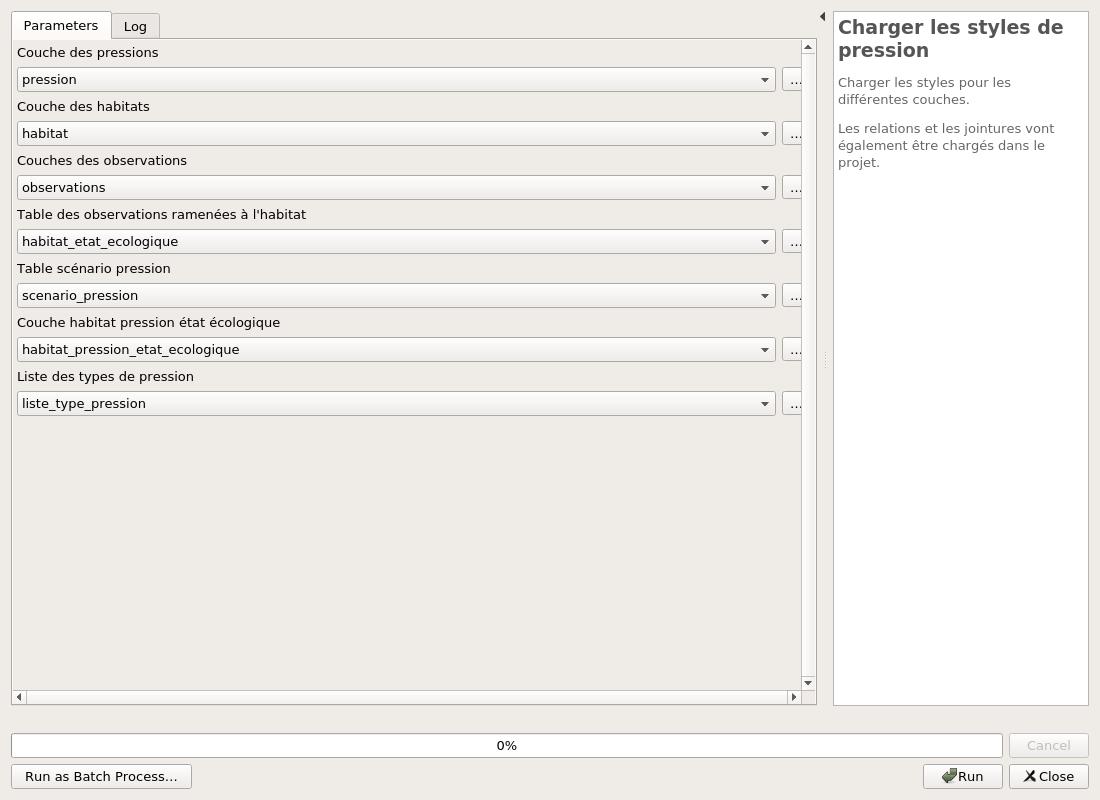 Parameters
Log
Couche des pressions
pression
...
Couche des habitats
habitat
...
Couches des observations
observations
...
Table des observations ramenées à l'habitat
habitat_etat_ecologique
...
Table scénario pression
scenario_pression
...
Couche habitat pression état écologique
habitat_pression_etat_ecologique
...
Liste des types de pression
liste_type_pression
...
Charger les styles de
pression
Charger les styles pour les
différentes couches.
Les relations et les jointures vont
également être chargés dans le
projet.
0%
Cancel
Run as Batch Process...
Run
Close